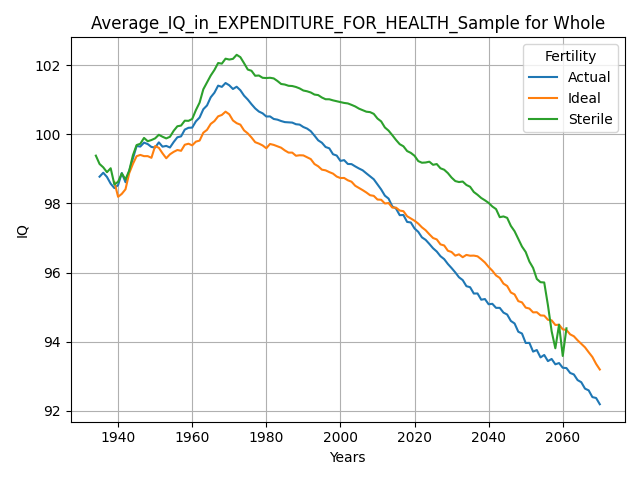 Average_IQ_in_EXPENDITURE_FOR_HEALTH_Sample for Whole
Fertility
Actual
Ideal
Sterile
IQ
102
100
98
96
94
92
1940
1960
1980
2000
2020
2040
2060
Years